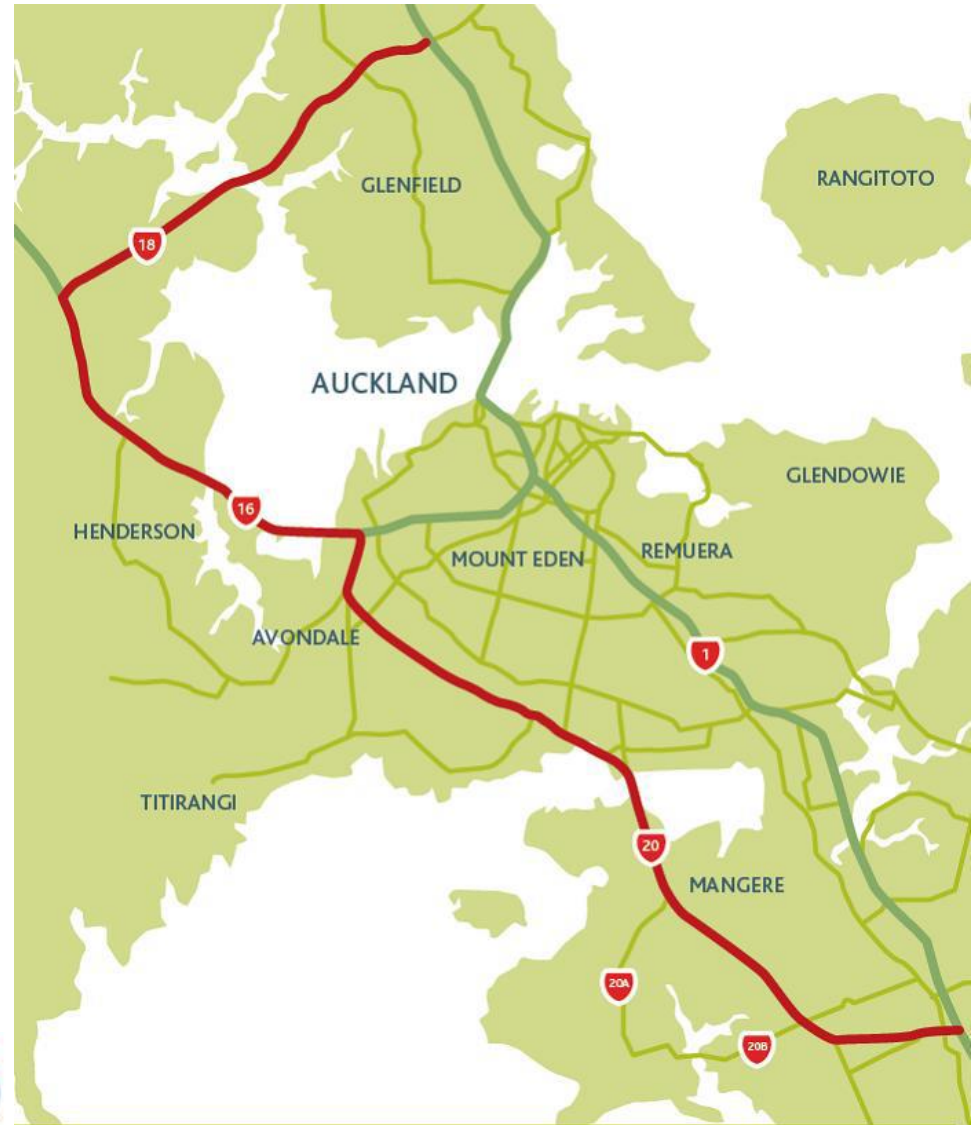 RANGITOTO
GLENFIELD
18
AUCKLAND
GLENDOWIE
16
HENDERSON
MOUNT EDEN
REMUERA
AVONDALE
1
TITIRANGI
20
MANGERE
20A
20B